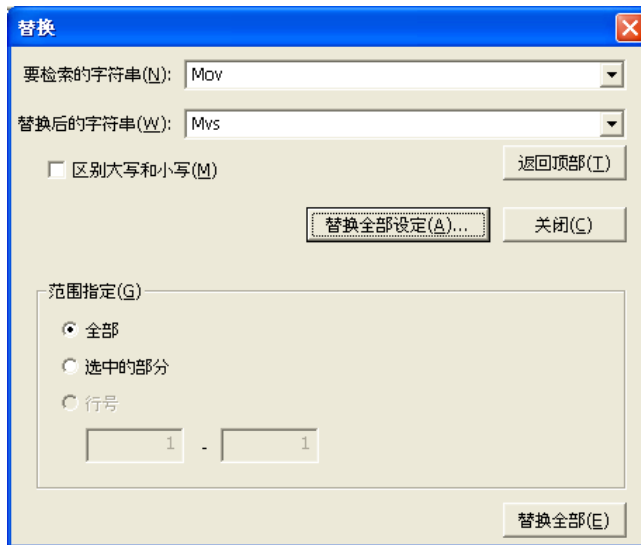 替换
要检索的字符串(N): Mov
替换后的字符串(W): Mvs
区别大写和小写(M)
返回顶部(T)
替换全部设定(A)... 关闭(C)
范围指定(G)
全部
选中的部分
行号
1 - 1
替换全部(E)